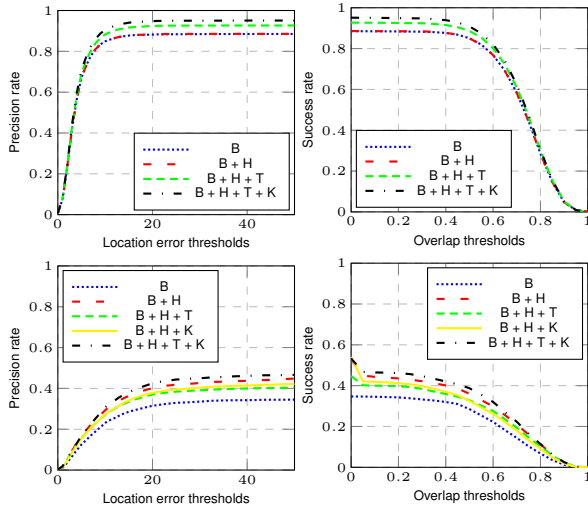 Precision rate
1
0.8
0.6
0.4
0.2
0
0
20
40
Location error thresholds
B
B + H
B + H + T
B + H + T + K
Success rate
1
0.8
0.6
0.4
0.2
0
0
0.2
0.4
0.6
0.8
1
Overlap thresholds
B
B + H
B + H + T
B + H + T + K
Precision rate
1
0.8
0.6
0.4
0.2
0
0
20
40
Location error thresholds
B
B + H
B + H + T
B + H + K
B + H + T + K
Success rate
1
0.8
0.6
0.4
0.2
0
0
0.2
0.4
0.6
0.8
1
Overlap thresholds
B
B + H
B + H + T
B + H + K
B + H + T + K